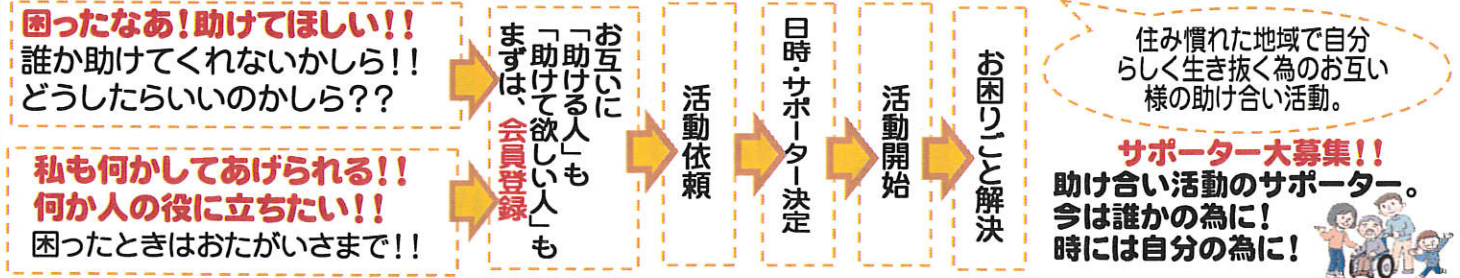 困ったなあ！助けてほしい！！
誰か助けてくれないかしら！！
どうしたらいいのかしら？？
私も何かしてあげられる！！
何か人の役に立ちたい！！
困ったときはおたがいさまで！！
お互いに
「助ける人」も
「助けて欲しい人」も
まずは、会員登録
活動依頼
日時・サポーター決定
活動開始
お困りごと解決
住み慣れた地域で自分
らしく生き抜く為のお互い
様の助け合い活動。
サポーター大募集！！
助け合い活動のサポーター。
今は誰かの為に！
時には自分の為に！